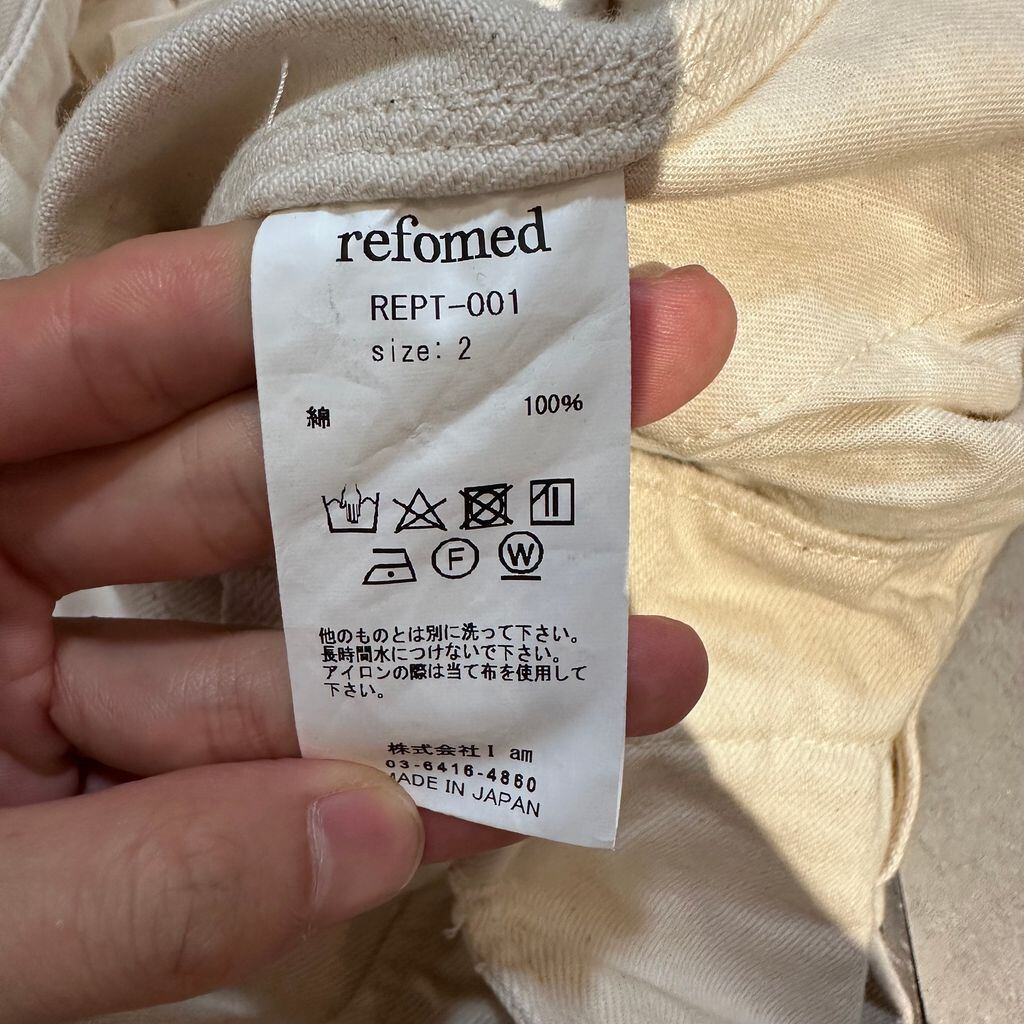 refomed
REPT-001
size: 2
綿 100%
F W
他のものとは別に洗って下さい。
長時間水につけないで下さい。
アイロンの際は当て布を使用して
下さい。
株式会社I am
03-6416-4860
MADE IN JAPAN